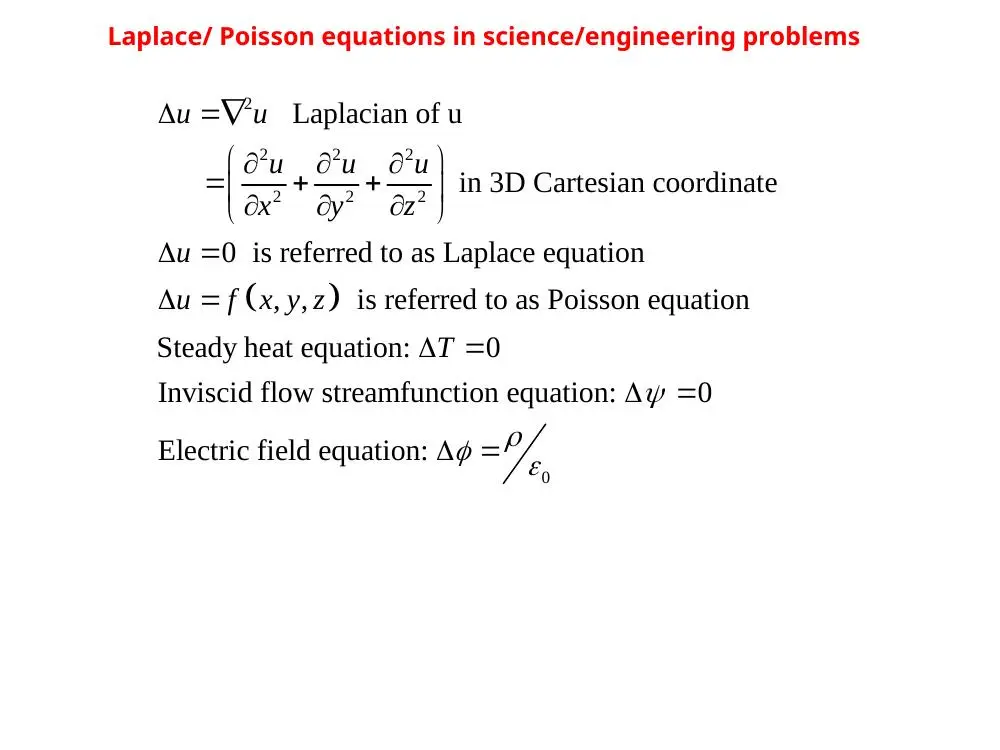 Laplace/ Poisson equations in science/engineering problems
Δu = ∇²u Laplacian of u
= ( ∂²u/∂x² + ∂²u/∂y² + ∂²u/∂z² ) in 3D Cartesian coordinate
Δu = 0 is referred to as Laplace equation
Δu = f (x, y, z) is referred to as Poisson equation
Steady heat equation: ΔT = 0
Inviscid flow streamfunction equation: Δψ = 0
Electric field equation: Δϕ = ρ/ε₀